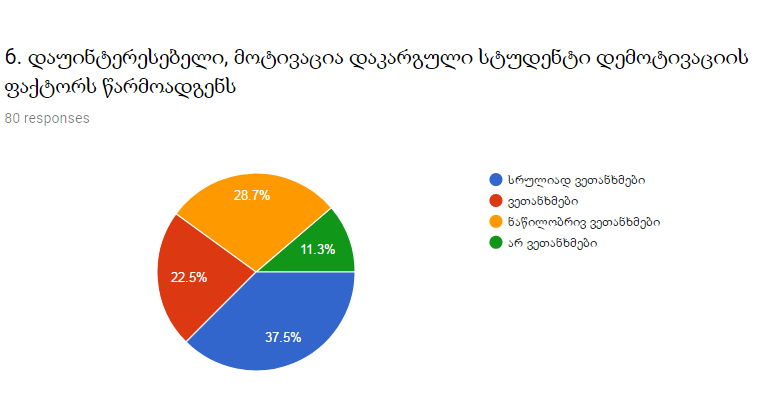 6. დაუინტერესებელი, მოტივაცია დაკარგული სტუდენტი დემოტივაციის
ფაქტორს წარმოადგენს
80 responses
სრულიად ვეთანხმები
ვეთანხმები
ნაწილობრივ ვეთანხმები
არ ვეთანხმები
28.7%
11.3%
22.5%
37.5%